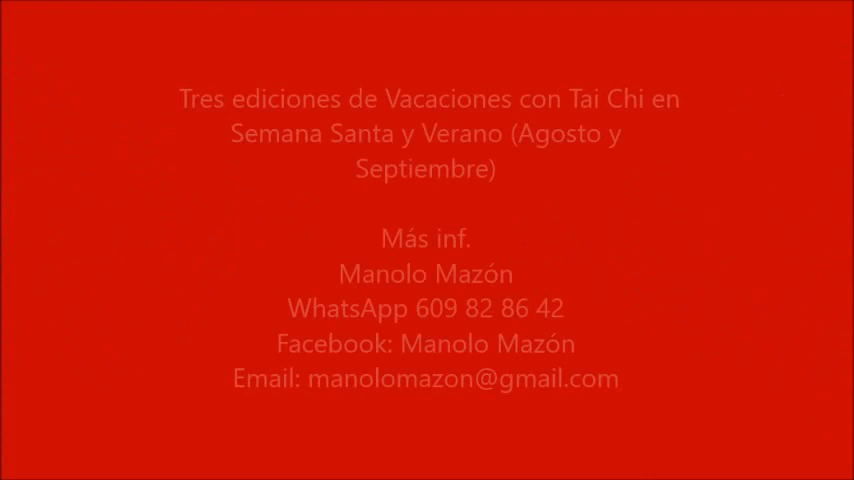 Tres ediciones de Vacaciones con Tai Chi en
Semana Santa y Verano (Agosto y
Septiembre)
Más inf.
Manolo Mazón
WhatsApp 609 82 86 42
Facebook: Manolo Mazón
Email: manolomazon@gmail.com